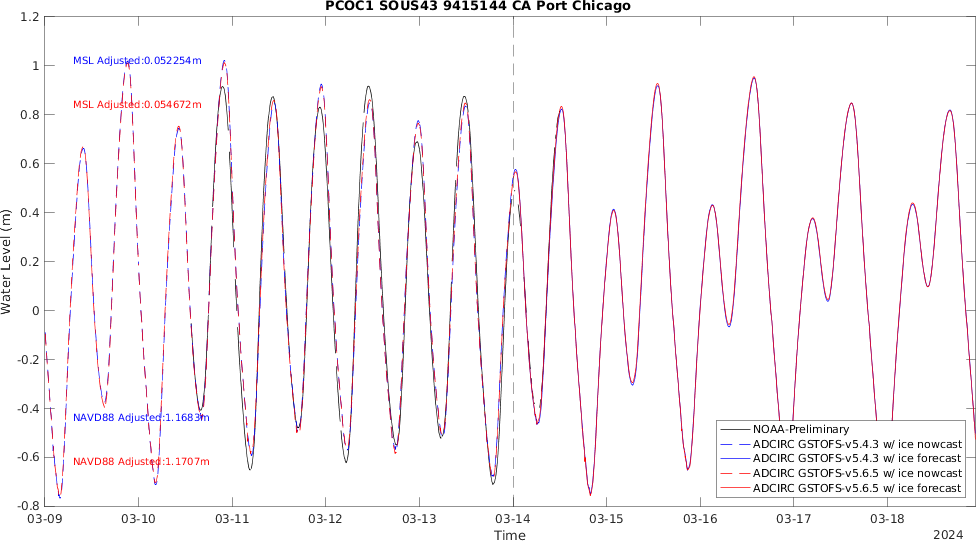 PCOC1 SOUS43 9415144 CA Port Chicago
1.2
1
0.8
0.6
0.4
0.2
0
-0.2
-0.4
-0.6
-0.8
Water Level (m)
MSL Adjusted:0.052254m
MSL Adjusted:0.054672m
NAVD88 Adjusted:1.1683m
NAVD88 Adjusted:1.1707m
NOAA-Preliminary
ADCIRC GSTOFS-v5.4.3 w/ ice nowcast
ADCIRC GSTOFS-v5.4.3 w/ ice forecast
ADCIRC GSTOFS-v5.6.5 w/ ice nowcast
ADCIRC GSTOFS-v5.6.5 w/ ice forecast
03-09 03-10 03-11 03-12 03-13 03-14 03-15 03-16 03-17 03-18
Time
2024